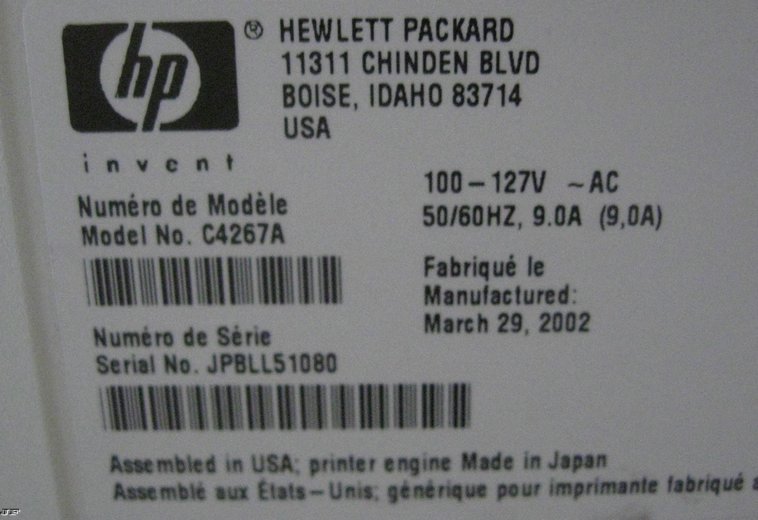 hp ® HEWLETT PACKARD
11311 CHINDEN BLVD
BOISE, IDAHO 83714
USA
invent
100-127V ~AC
50/60HZ, 9.0A (9,0A)
Numéro de Modèle
Model No. C4267A
Fabriqué le
Manufactured:
March 29, 2002
Numéro de Série
Serial No. JPBLL51080
Assembled in USA; printer engine Made in Japan
Assemblé aux États-Unis; générique pour imprimante fabriqué